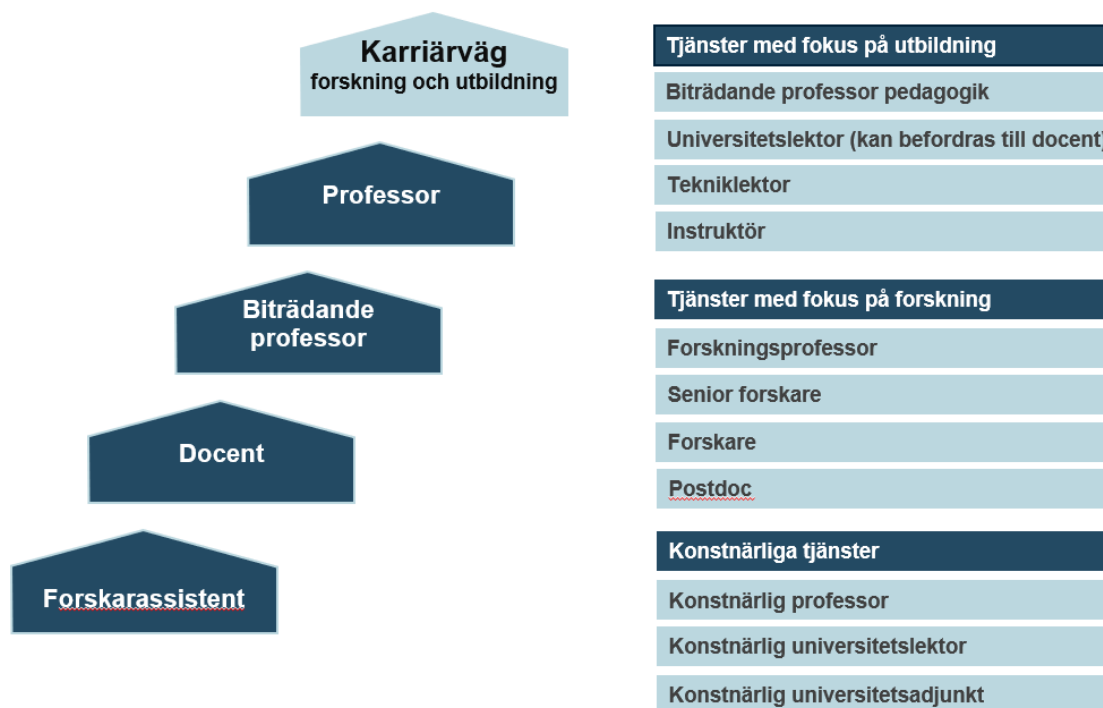 Karriärväg
forskning och utbildning
Professor
Biträdande
professor
Docent
Forskarassistent
Tjänster med fokus på utbildning
Biträdande professor pedagogik
Universitetslektor (kan befordras till docent)
Tekniklektor
Instruktör
Tjänster med fokus på forskning
Forskningsprofessor
Senior forskare
Forskare
Postdoc
Konstnärliga tjänster
Konstnärlig professor
Konstnärlig universitetslektor
Konstnärlig universitetsadjunkt